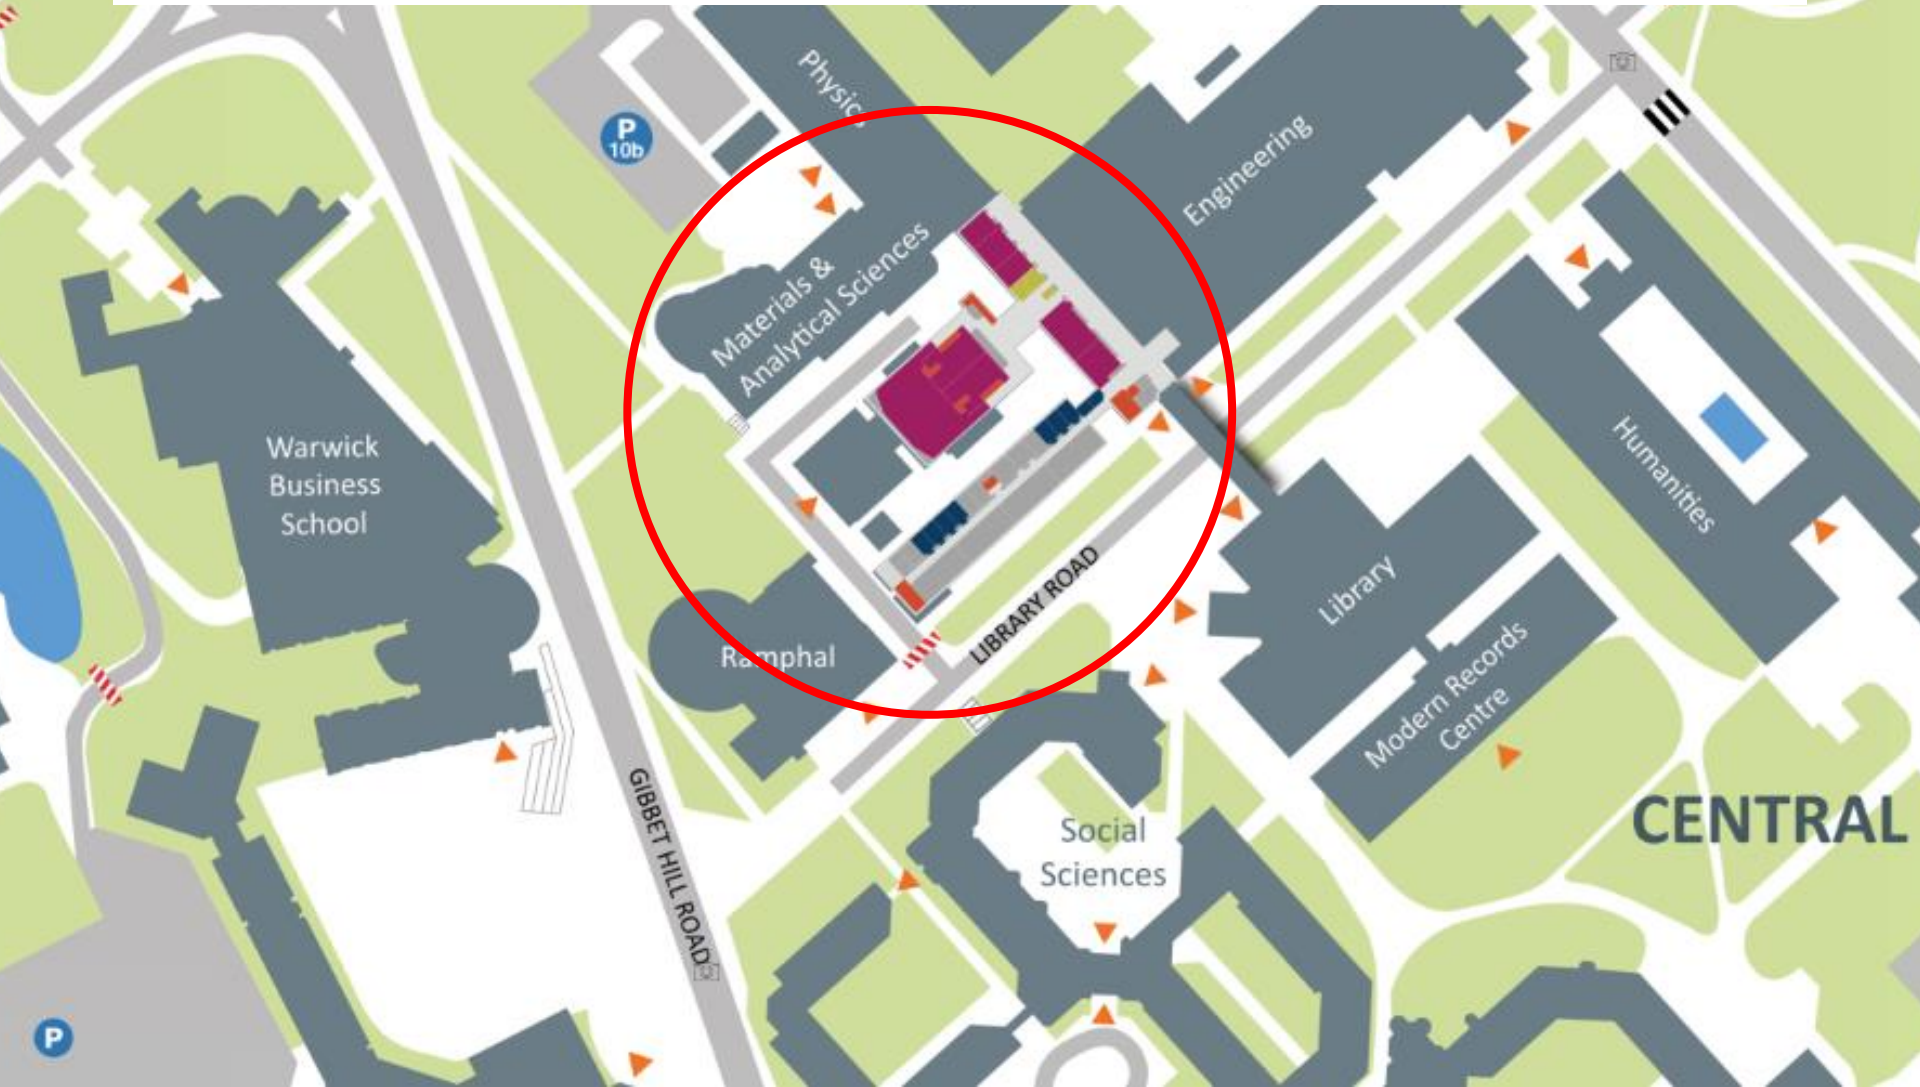 Physics
P
10b
Engineering
Materials &
Analytical Sciences
Warwick
Business
School
Humanities
Library
LIBRARY ROAD
Ramphal
Modern Records
Centre
Social
Sciences
CENTRAL
GIBBET HILL ROAD
P